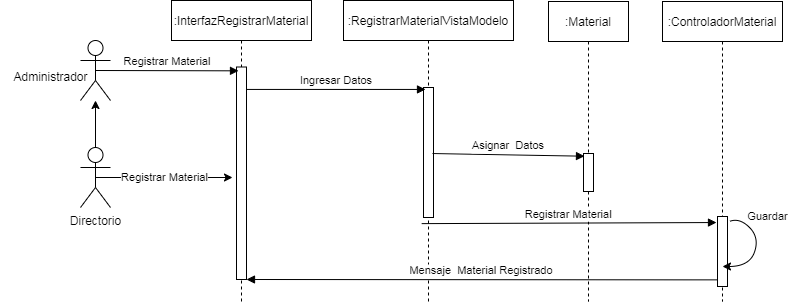 :InterfazRegistrarMaterial
:RegistrarMaterialVistaModelo
:Material
:ControladorMaterial
Registrar Material
Administrador
Ingresar Datos
Asignar Datos
Registrar Material
Directorio
Registrar Material
Guardar
Mensaje Material Registrado